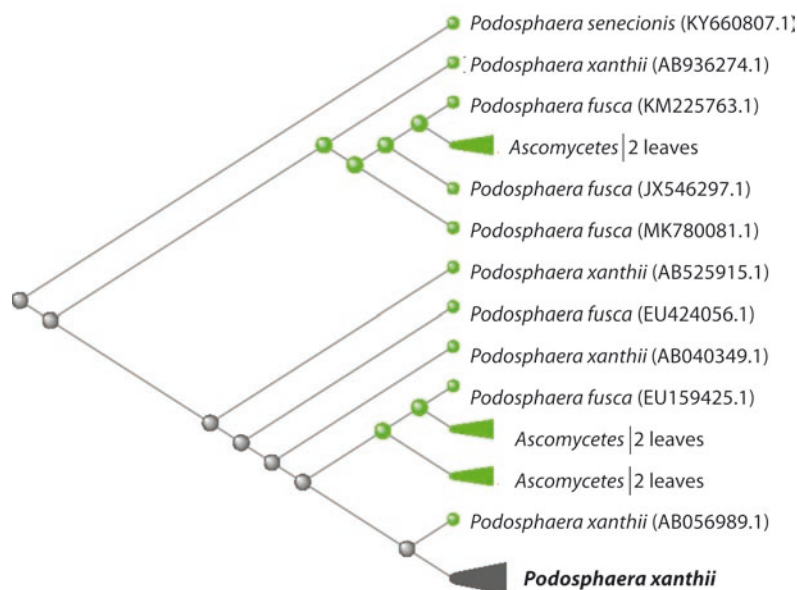 Podosphaera senecionis (KY660807.1)
Podosphaera xanthii (AB936274.1)
Podosphaera fusca (KM225763.1)
Ascomycetes | 2 leaves
Podosphaera fusca (JX546297.1)
Podosphaera fusca (MK780081.1)
Podosphaera xanthii (AB525915.1)
Podosphaera fusca (EU424056.1)
Podosphaera xanthii (AB040349.1)
Podosphaera fusca (EU159425.1)
Ascomycetes | 2 leaves
Ascomycetes | 2 leaves
Podosphaera xanthii (AB056989.1)
Podosphaera xanthii